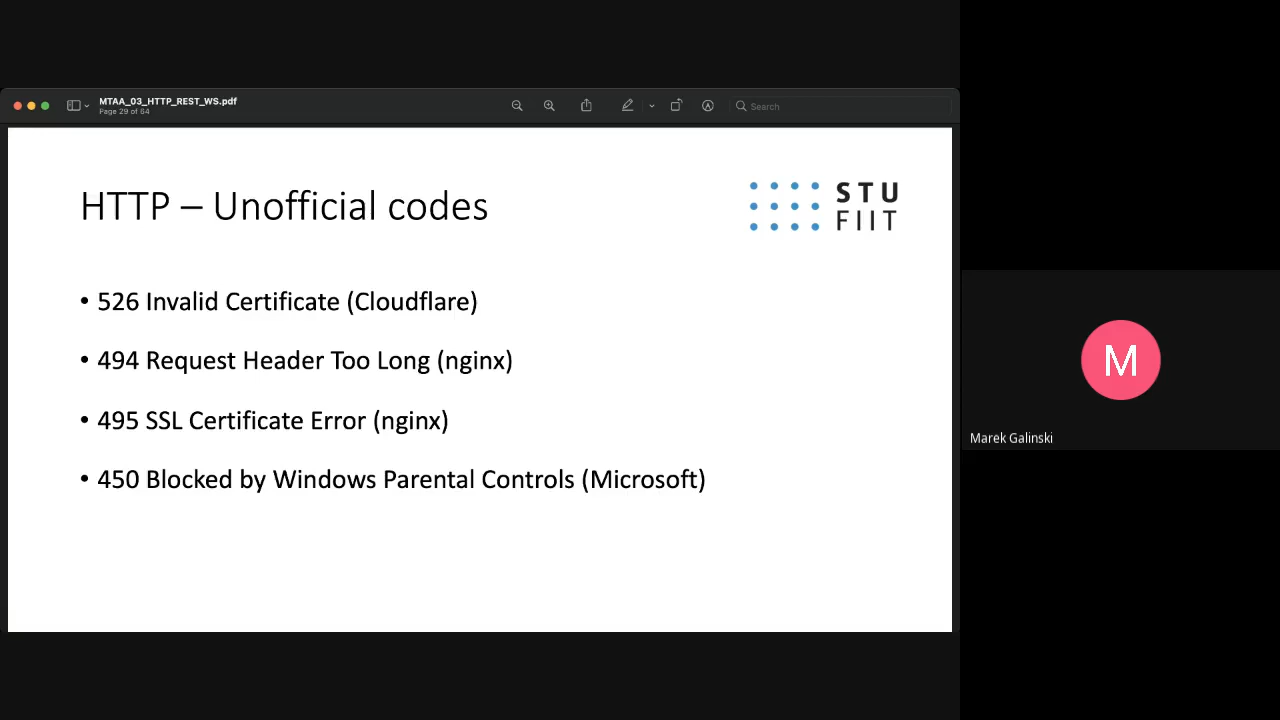 MTAA_03_HTTP_REST_WS.pdf
Page 29 of 64
Search
HTTP – Unofficial codes
STU
FIIT
• 526 Invalid Certificate (Cloudflare)
• 494 Request Header Too Long (nginx)
• 495 SSL Certificate Error (nginx)
• 450 Blocked by Windows Parental Controls (Microsoft)
M
Marek Galinski